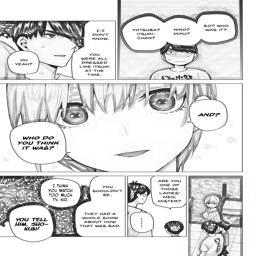 SO? WHO
WAS IT?
NINO?
MIKU?
YOTSUBA?
ITSUKI-
CHAN?
I-I
DON'T
KNOW.
YOU
WERE ALL
DRESSED
LIKE ITSUKI
AT THE
TIME.
OH
YEAH?
AND?
WHO DO
YOU THINK
IT WAS?
ARE YOU
ONE OF
THOSE
LADIES'
MEN,
MISTER?
YOU
SHOULDN'T
BE.
THEY HAD A
WHOLE SHOW
ABOUT HOW
THAT WAS
BAD.
I THINK
YOU WATCH
TOO MUCH
TV, KID.
YOU TELL
HIM, SHO-
KUN!